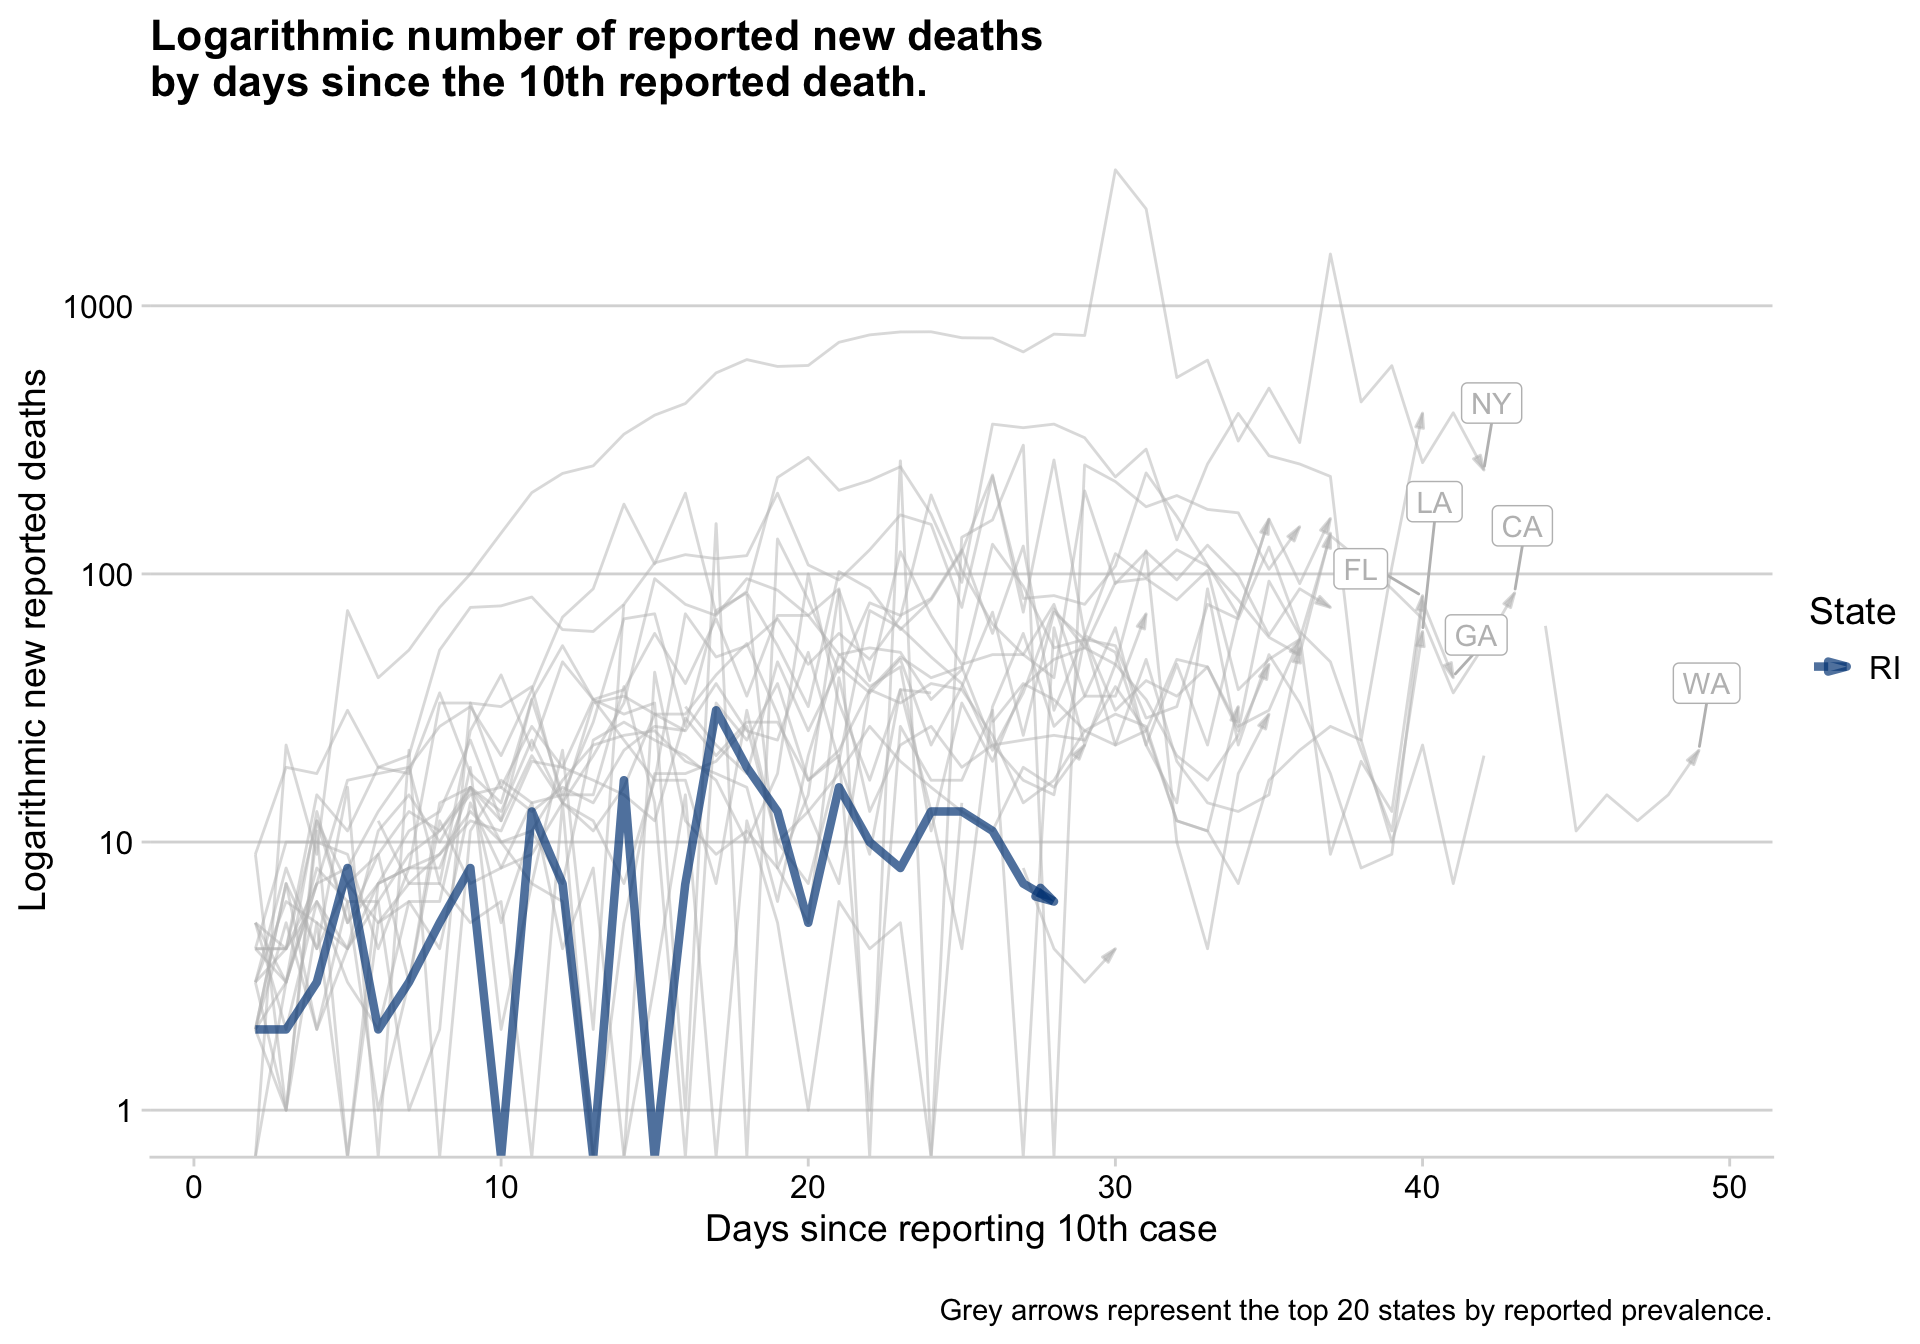 Logarithmic number of reported new deaths
by days since the 10th reported death.
Logarithmic new reported deaths
1000
100
10
1
NY
LA
CA
FL
GA
WA
State
RI
0 10 20 30 40 50
Days since reporting 10th case
Grey arrows represent the top 20 states by reported prevalence.